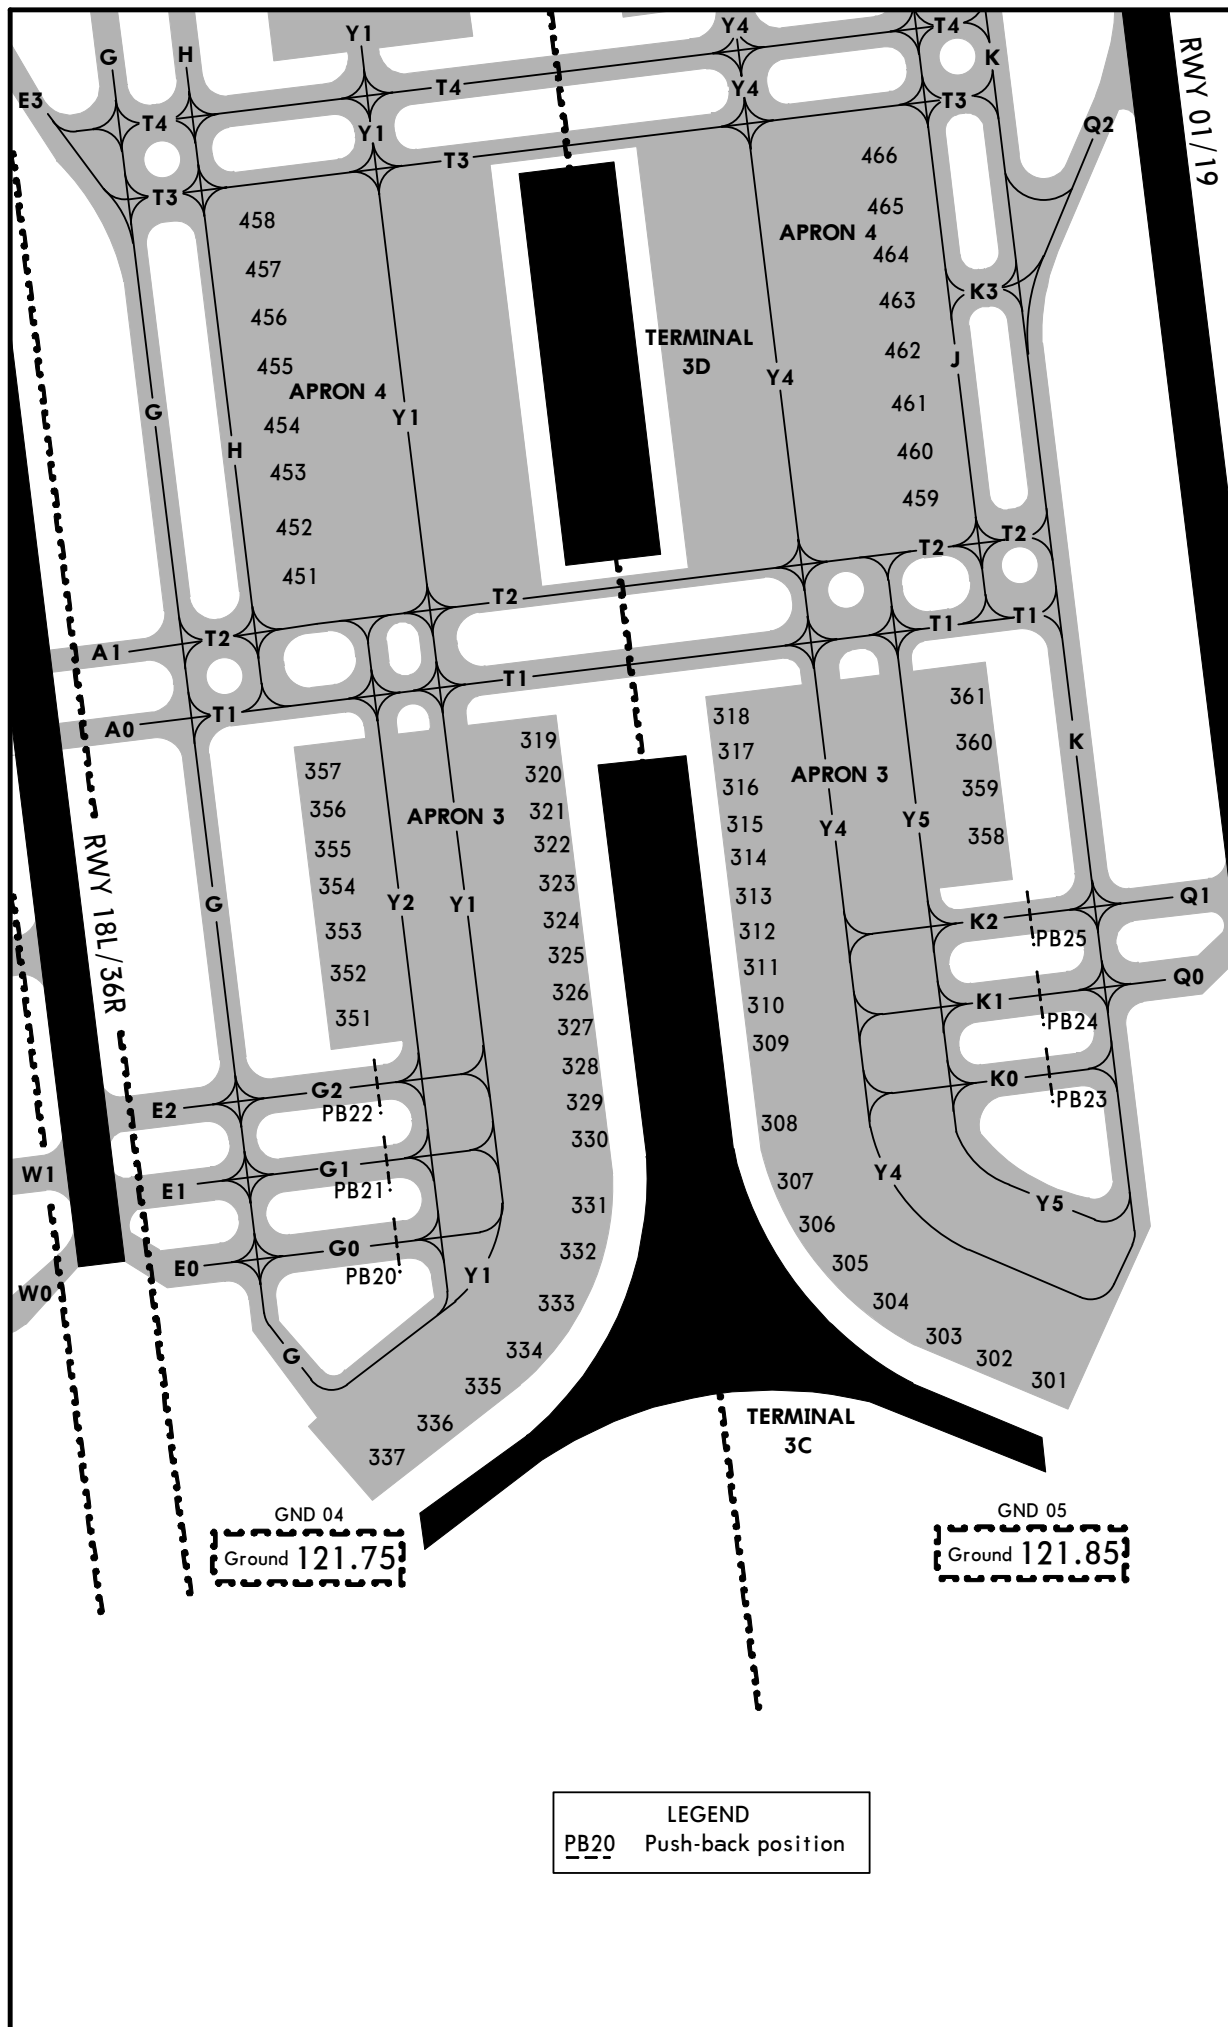 Y1
Y4
T4
G
H
K
RWY 01/19
E3
T4
Y4
T3
T4
Y1
Q2
T3
466
T3
465
458
APRON 4
464
457
K3
463
456
TERMINAL
3D
462
J
455
Y4
APRON 4
461
G
Y1
454
H
460
453
459
452
T2
T2
451
T2
T1
T1
T2
A1
T1
361
T1
318
A0
319
360
K
317
357
320
APRON 3
316
359
356
321
APRON 3
315
Y4
Y5
358
322
355
314
354
323
313
Q1
RWY 18L/36R
G
Y2
Y1
324
312
K2
353
PB25
325
311
352
Q0
326
310
K1
351
327
PB24
309
328
K0
G2
329
PB23
E2
PB22
308
330
W1
G1
Y4
E1
PB21
307
331
Y5
306
G0
332
E0
PB20
Y1
305
W0
333
304
303
334
G
302
335
301
336
TERMINAL
3C
337
GND 04
Ground 121.75
GND 05
Ground 121.85
LEGEND
PB20 Push-back position